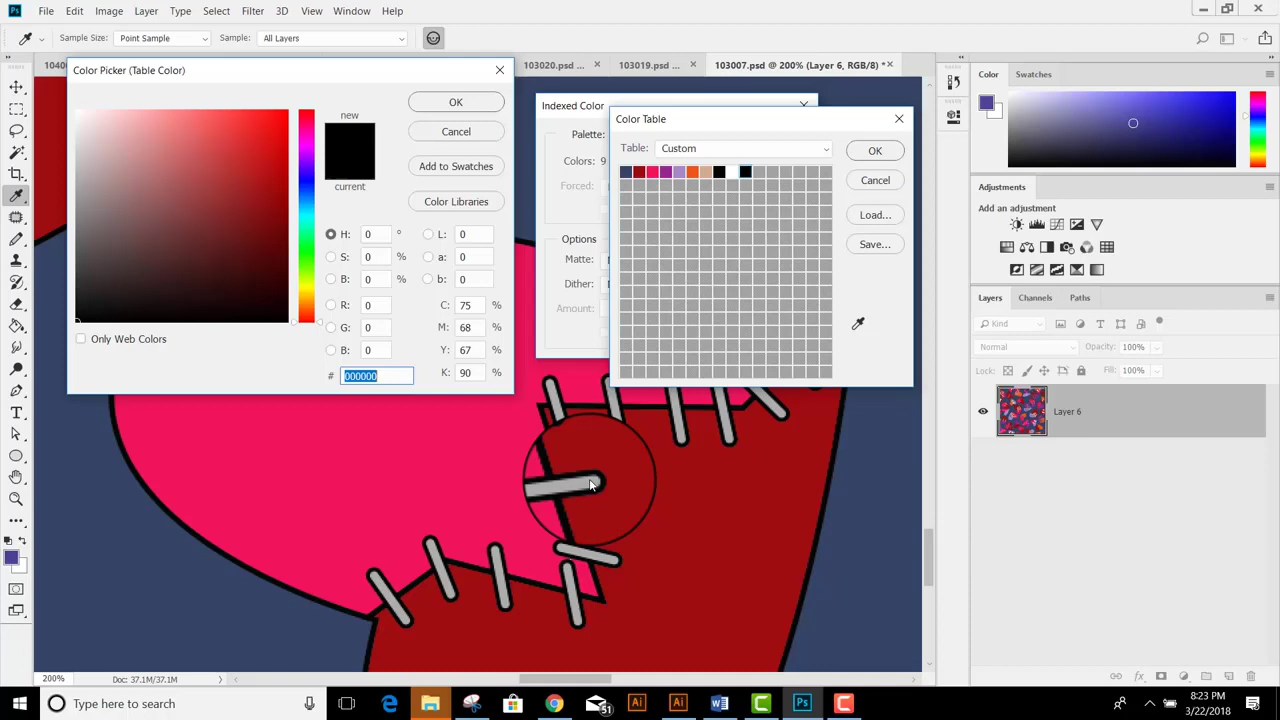 Ps File Edit Image Layer Type Select Filter 3D View Window Help
Sample Size: Point Sample Sample: All Layers
103020.psd ... × 103019.psd ... × 103007.psd @ 200% (Layer 6, RGB/8) * ×
Color Picker (Table Color)
new
current
OK
Cancel
Add to Swatches
Color Libraries
H: 0 ° L: 0
S: 0 % a: 0
B: 0 % b: 0
R: 0 C: 75 %
G: 0 M: 68 %
B: 0 Y: 67 %
# 000000 K: 90 %
Only Web Colors
Indexed Color
Palette:
Colors: 9
Forced:
Options
Matte:
Dither:
Amount:
Color Table
Table: Custom
OK
Cancel
Load...
Save...
Color Swatches
Adjustments
Add an adjustment
Layers Channels Paths
Kind
Normal Opacity: 100%
Lock: Fill: 100%
Layer 6
200% Doc: 37.1M/37.1M
Type here to search
51
Ai Ai Ps
8:23 PM
3/22/2018